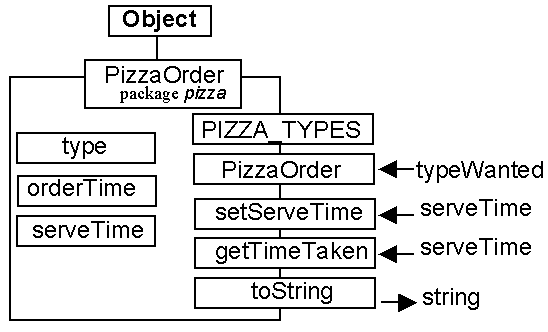 Object
PizzaOrder
package pizza
PIZZA_TYPES
type
PizzaOrder
typeWanted
orderTime
setServeTime
serveTime
serveTime
getTimeTaken
serveTime
toString
string